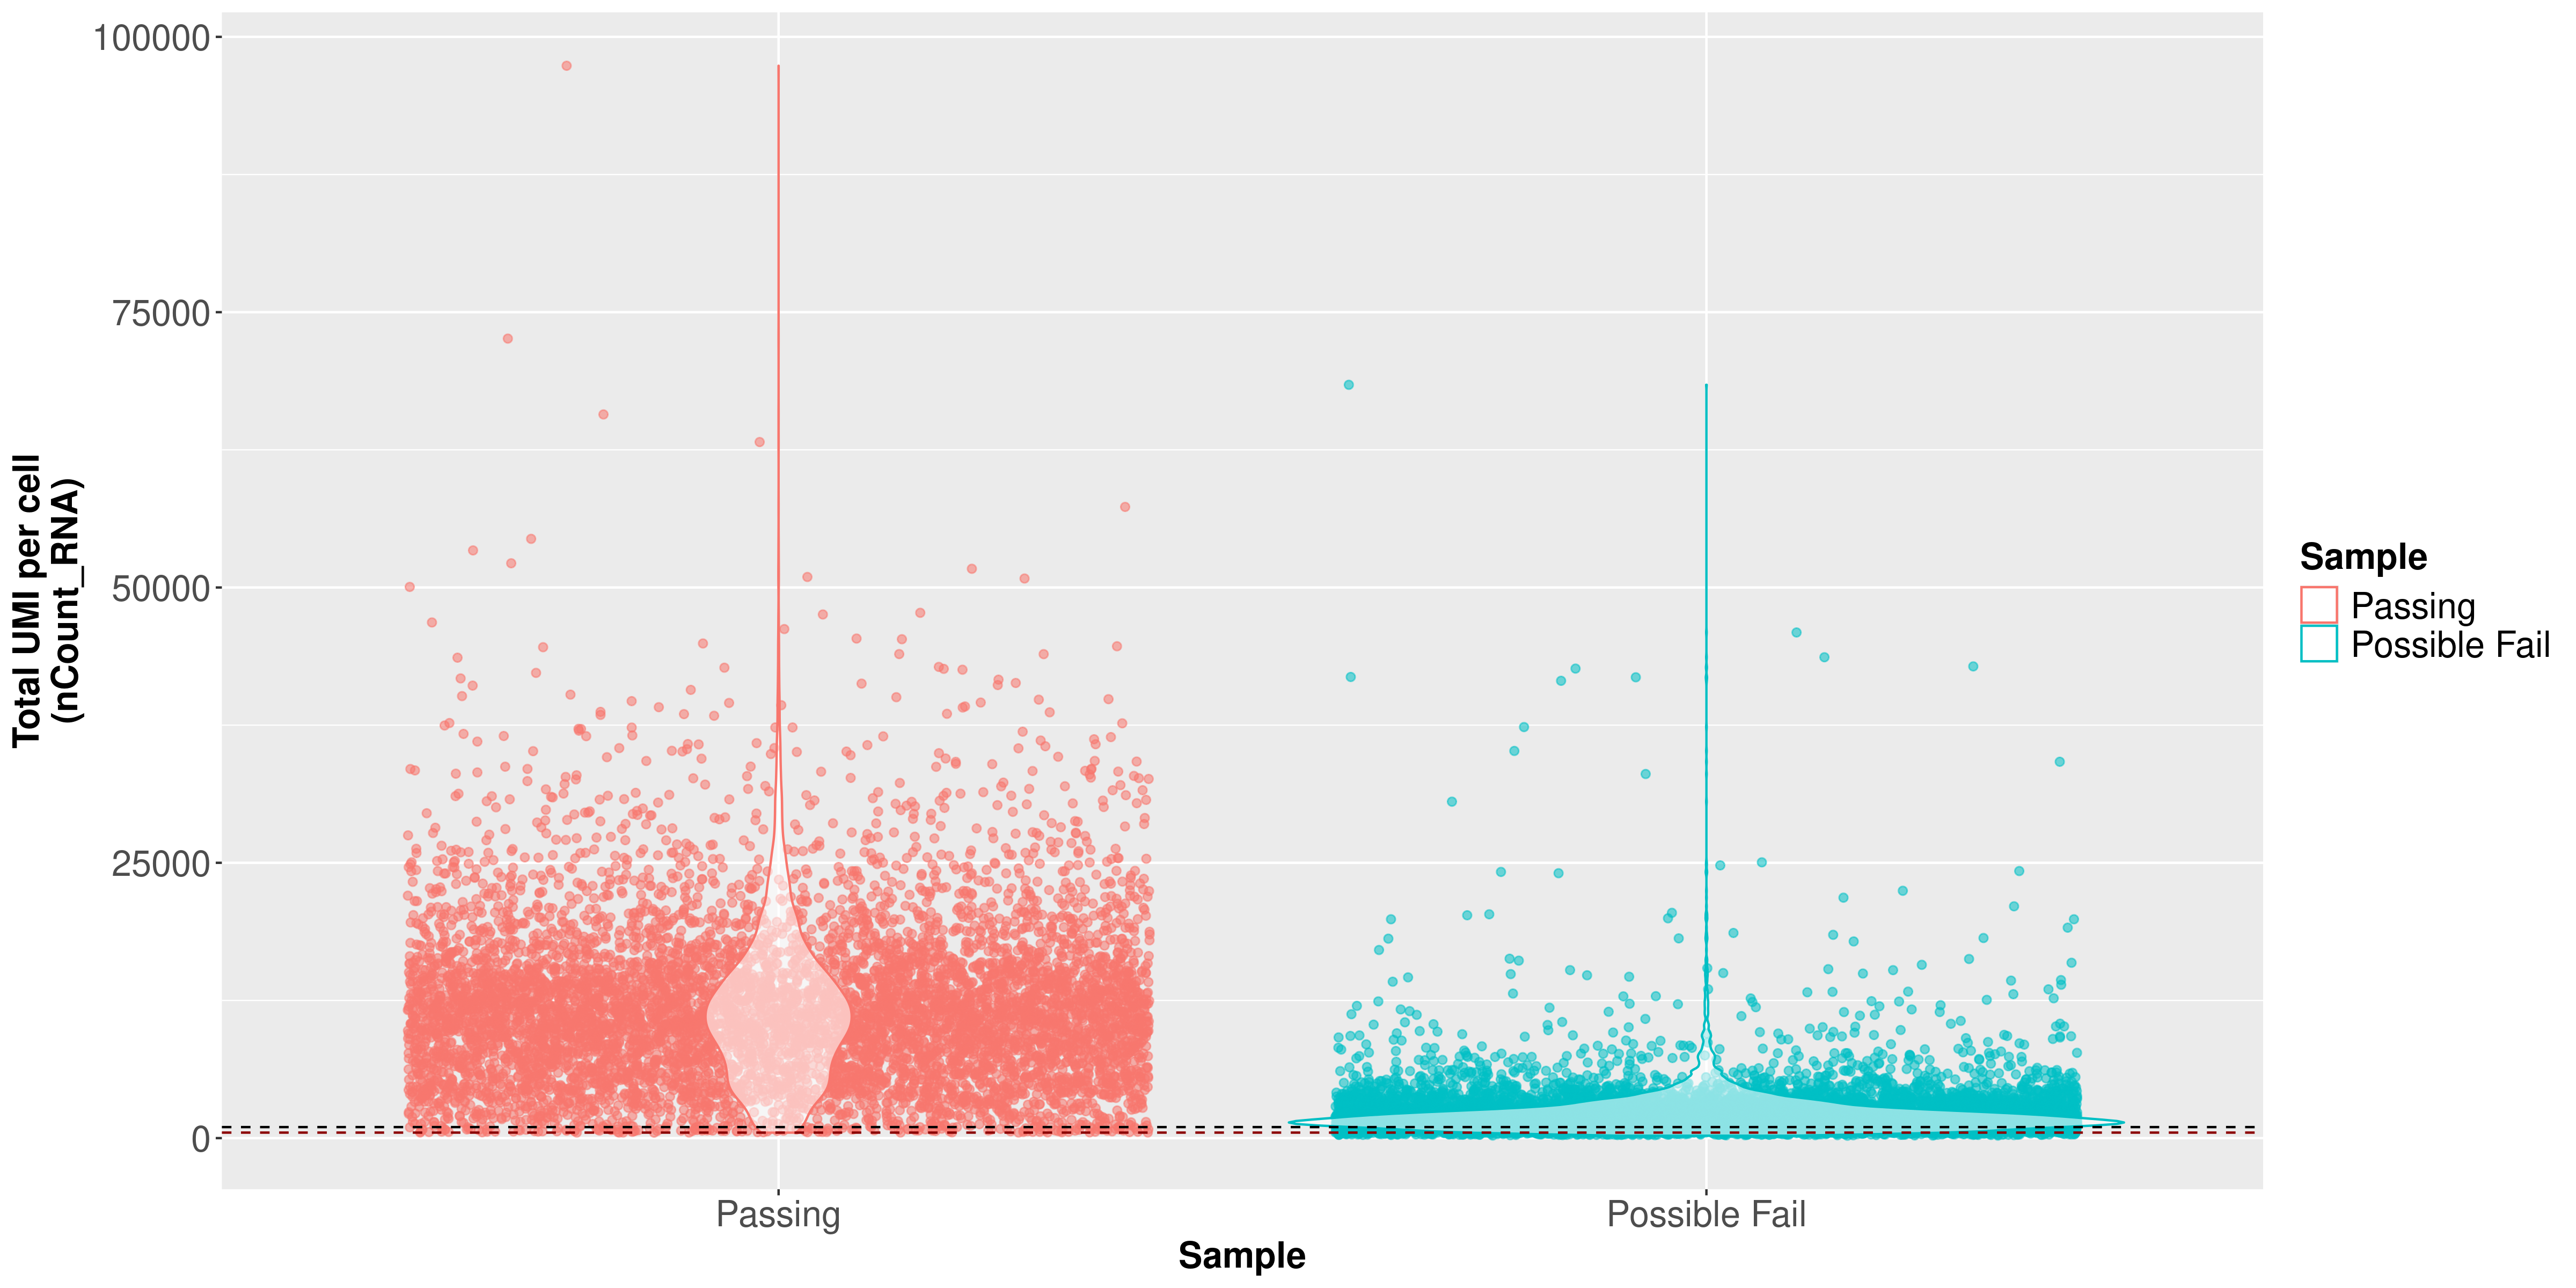 Total UMI per cell
(nCount_RNA)
100000
75000
50000
25000
0
Passing
Possible Fail
Sample
Sample
Passing
Possible Fail